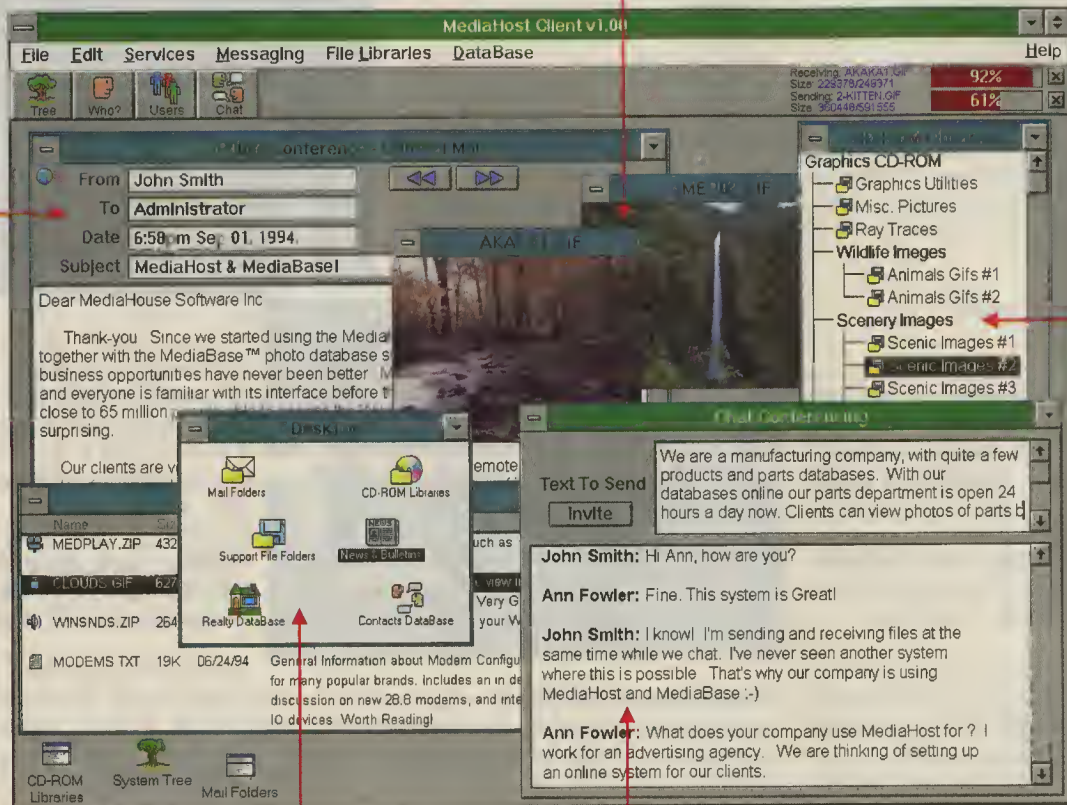 MediaHost Client v1.00
File Edit Services Messaging File Libraries DataBase Help
Tree Who? Users Chat
Receiving: AKAKA1.GIF
Size: 229378/249371
92%
Sending: 2-KITTEN.GIF
Size: 360448/591555
61%
From John Smith
To Administrator
Date 6:58pm Sep 01, 1994
Subject MediaHost & MediaBase!
Dear MediaHouse Software Inc
Thank-you Since we started using the Media
together with the MediaBase™ photo database s
business opportunities have never been better M
and everyone is familiar with its interface before t
close to 65 million
surprising.
Our clients are
emote
Graphics CD-ROM
Graphics Utilities
Misc. Pictures
Ray Traces
Wildlife Images
Animals Gifs #1
Animals Gifs #2
Scenery Images
Scenic Images #1
Scenic Images #2
Scenic Images #3
Desktop
Mail Folders
CD-ROM Libraries
Support File Folders
News & Bulletins
Realty DataBase
Contacts DataBase
Name
MEDPLAY.ZIP 432
uch as
CLOUDS GIF 627
view
Very G
WINSNDS.ZIP 264
your W
MODEMS TXT 19K 06/24/94 General Information about Modem Configu
for many popular brands. includes an in de
discussion on new 28.8 modems, and inte
IO devices Worth Reading!
CD-ROM
Libraries
System Tree
Mail Folders
Chat Conferencing
Text To Send
Invite
We are a manufacturing company, with quite a few
products and parts databases. With our
databases online our parts department is open 24
hours a day now. Clients can view photos of parts b
John Smith: Hi Ann, how are you?
Ann Fowler: Fine. This system is Great!
John Smith: I know! I'm sending and receiving files at the
same time while we chat. I've never seen another system
where this is possible That's why our company is using
MediaHost and MediaBase :-)
Ann Fowler: What does your company use MediaHost for ? I
work for an advertising agency. We are thinking of setting up
an online system for our clients.